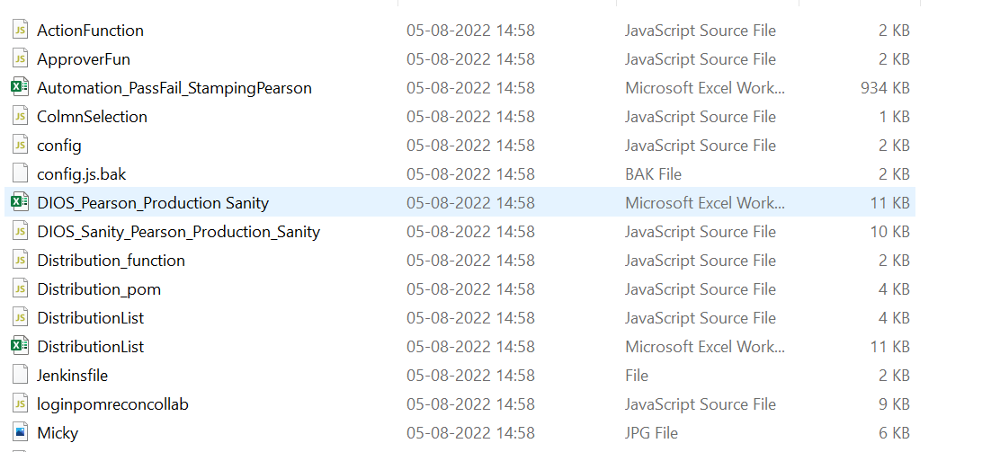 ActionFunction 05-08-2022 14:58 JavaScript Source File 2 KB
ApproverFun 05-08-2022 14:58 JavaScript Source File 2 KB
Automation_PassFail_StampingPearson 05-08-2022 14:58 Microsoft Excel Work... 934 KB
ColmnSelection 05-08-2022 14:58 JavaScript Source File 1 KB
config 05-08-2022 14:58 JavaScript Source File 2 KB
config.js.bak 05-08-2022 14:58 BAK File 2 KB
DIOS_Pearson_Production Sanity 05-08-2022 14:58 Microsoft Excel Work... 11 KB
DIOS_Sanity_Pearson_Production_Sanity 05-08-2022 14:58 JavaScript Source File 10 KB
Distribution_function 05-08-2022 14:58 JavaScript Source File 2 KB
Distribution_pom 05-08-2022 14:58 JavaScript Source File 4 KB
DistributionList 05-08-2022 14:58 JavaScript Source File 4 KB
DistributionList 05-08-2022 14:58 Microsoft Excel Work... 11 KB
Jenkinsfile 05-08-2022 14:58 File 2 KB
loginpomreconcollab 05-08-2022 14:58 JavaScript Source File 9 KB
Micky 05-08-2022 14:58 JPG File 6 KB